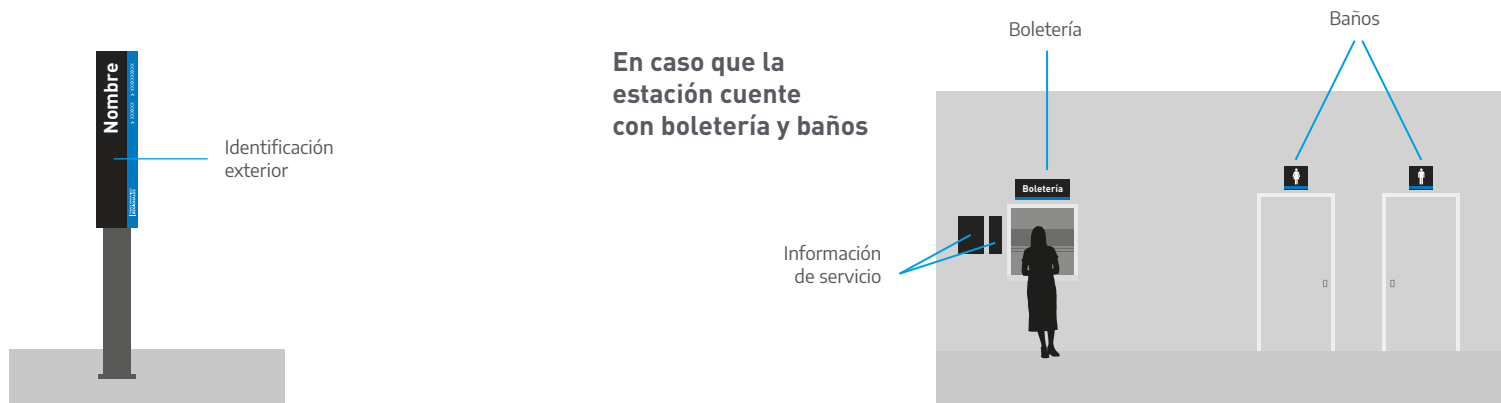 Nombre
Identificación
exterior
En caso que la
estación cuente
con boletería y baños
Boletería
Baños
Boletería
Información
de servicio